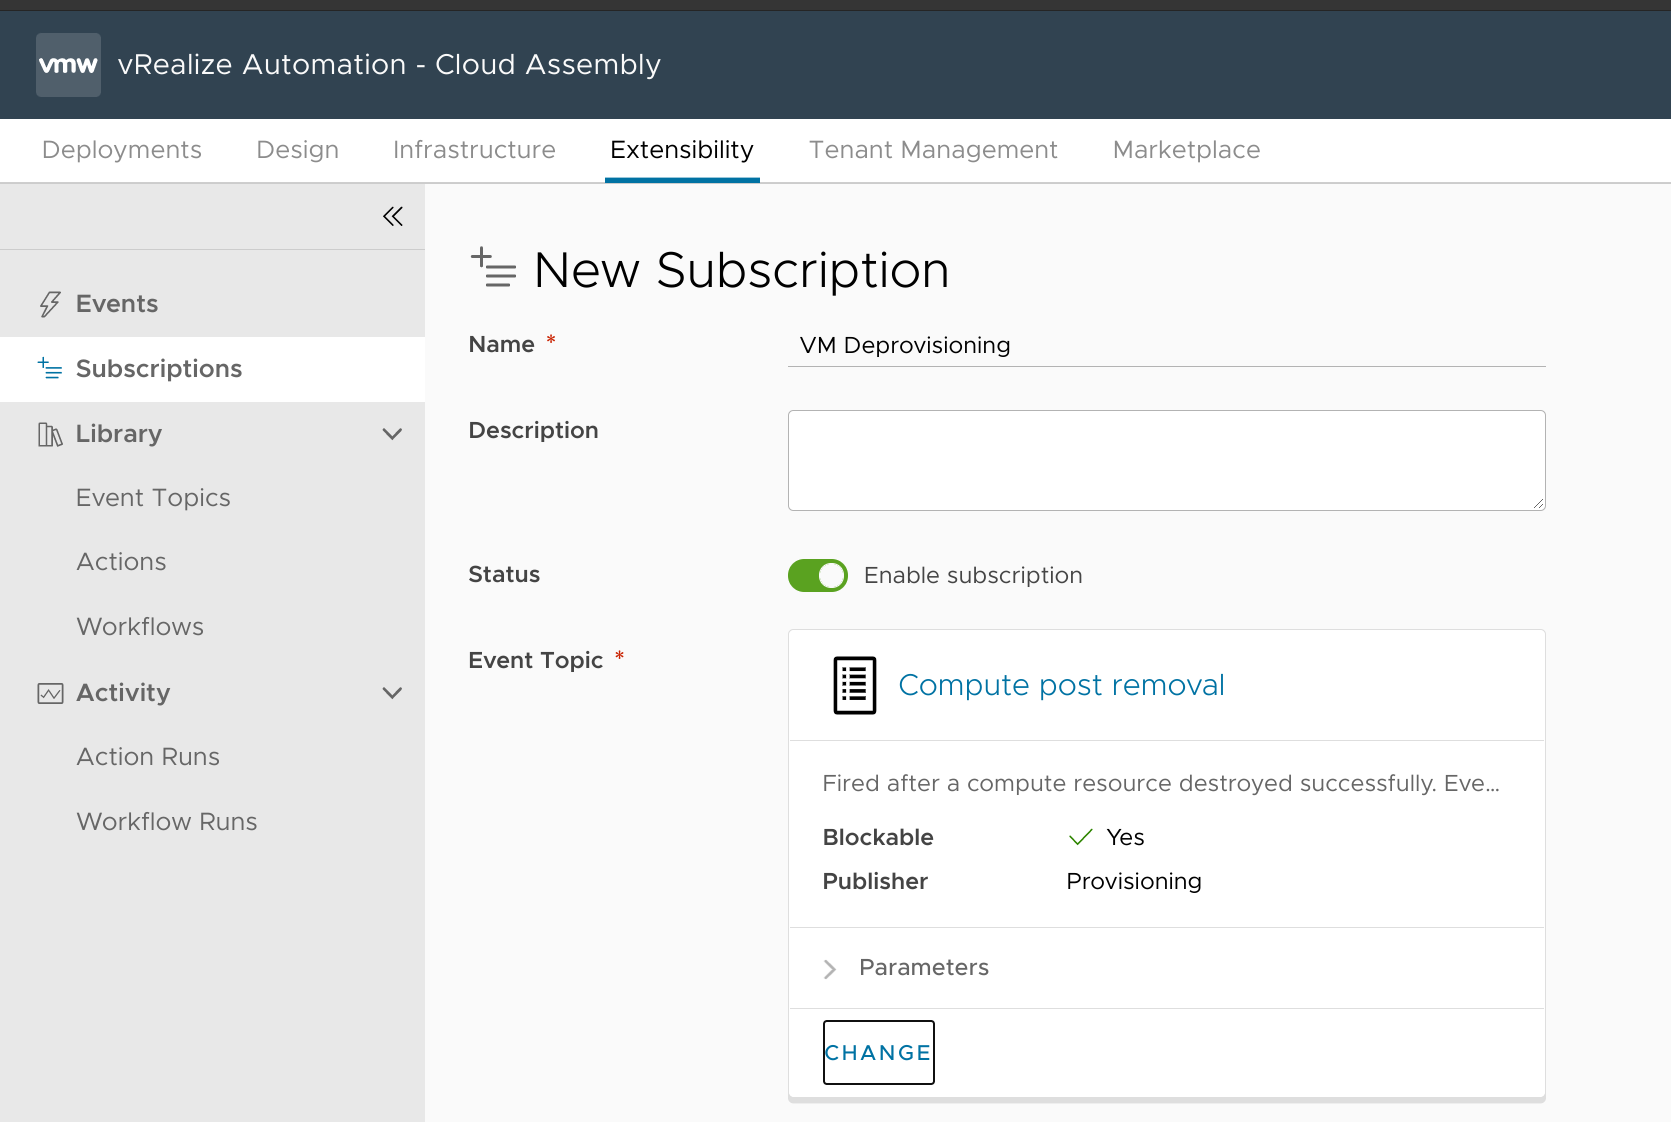 vmw vRealize Automation - Cloud Assembly
Deployments Design Infrastructure Extensibility Tenant Management Marketplace
Events
Subscriptions
Library
Event Topics
Actions
Workflows
Activity
Action Runs
Workflow Runs
New Subscription
Name * VM Deprovisioning
Description
Status Enable subscription
Event Topic * Compute post removal
Fired after a compute resource destroyed successfully. Eve...
Blockable Yes
Publisher Provisioning
Parameters
CHANGE